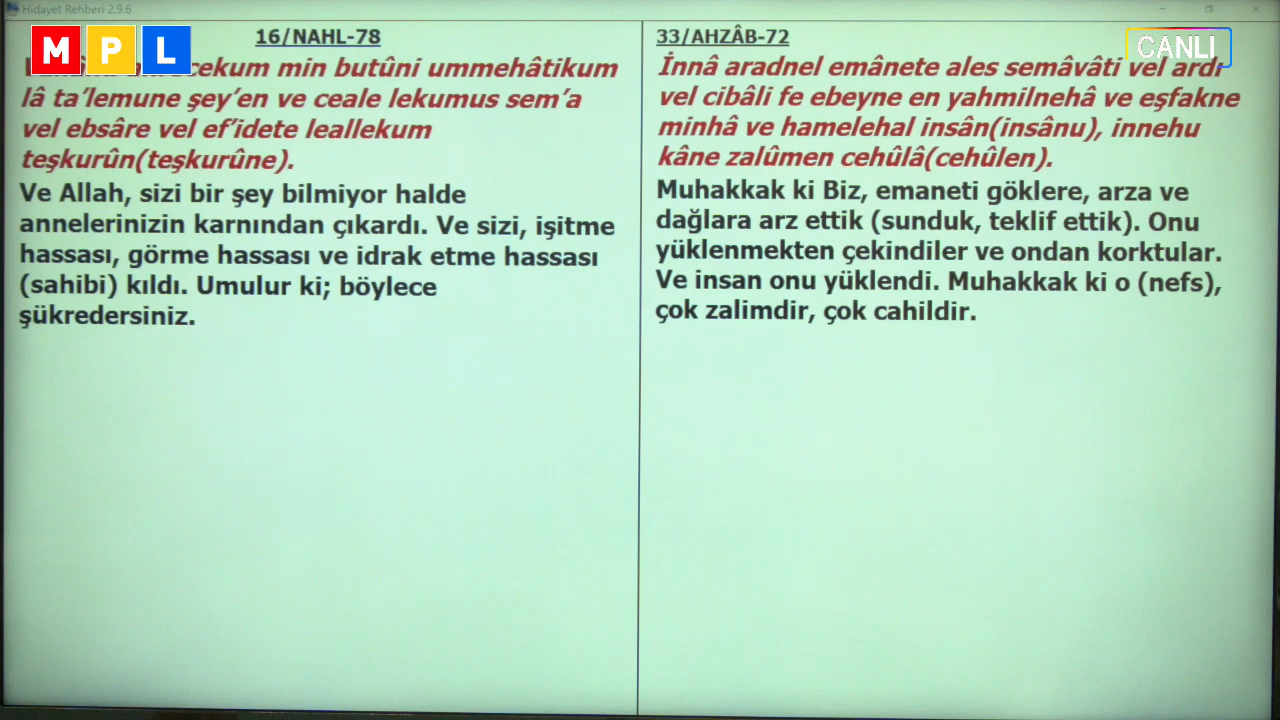 Hidayet Rehberi 2.9.6
MPL
CANLI
16/NAHL-78
min butûni ummehâtikum
lâ ta’lemune şey’en ve ceale lekumus sem’a
vel ebsâre vel ef’idete leallekum
teşkurûn(teşkurûne).
Ve Allah, sizi bir şey bilmiyor halde
annelerinizin karnından çıkardı. Ve sizi, işitme
hassası, görme hassası ve idrak etme hassası
(sahibi) kıldı. Umulur ki; böylece
şükredersiniz.
33/AHZÂB-72
İnnâ aradnel emânete ales semâvâti vel ardı
vel cibâli fe ebeyne en yahmilnehâ ve eşfakne
minhâ ve hamelehal insân(insânu), innehu
kâne zalûmen cehûlâ(cehûlen).
Muhakkak ki Biz, emaneti göklere, arza ve
dağlara arz ettik (sunduk, teklif ettik). Onu
yüklenmekten çekindiler ve ondan korktular.
Ve insan onu yüklendi. Muhakkak ki o (nefs),
çok zalimdir, çok cahildir.